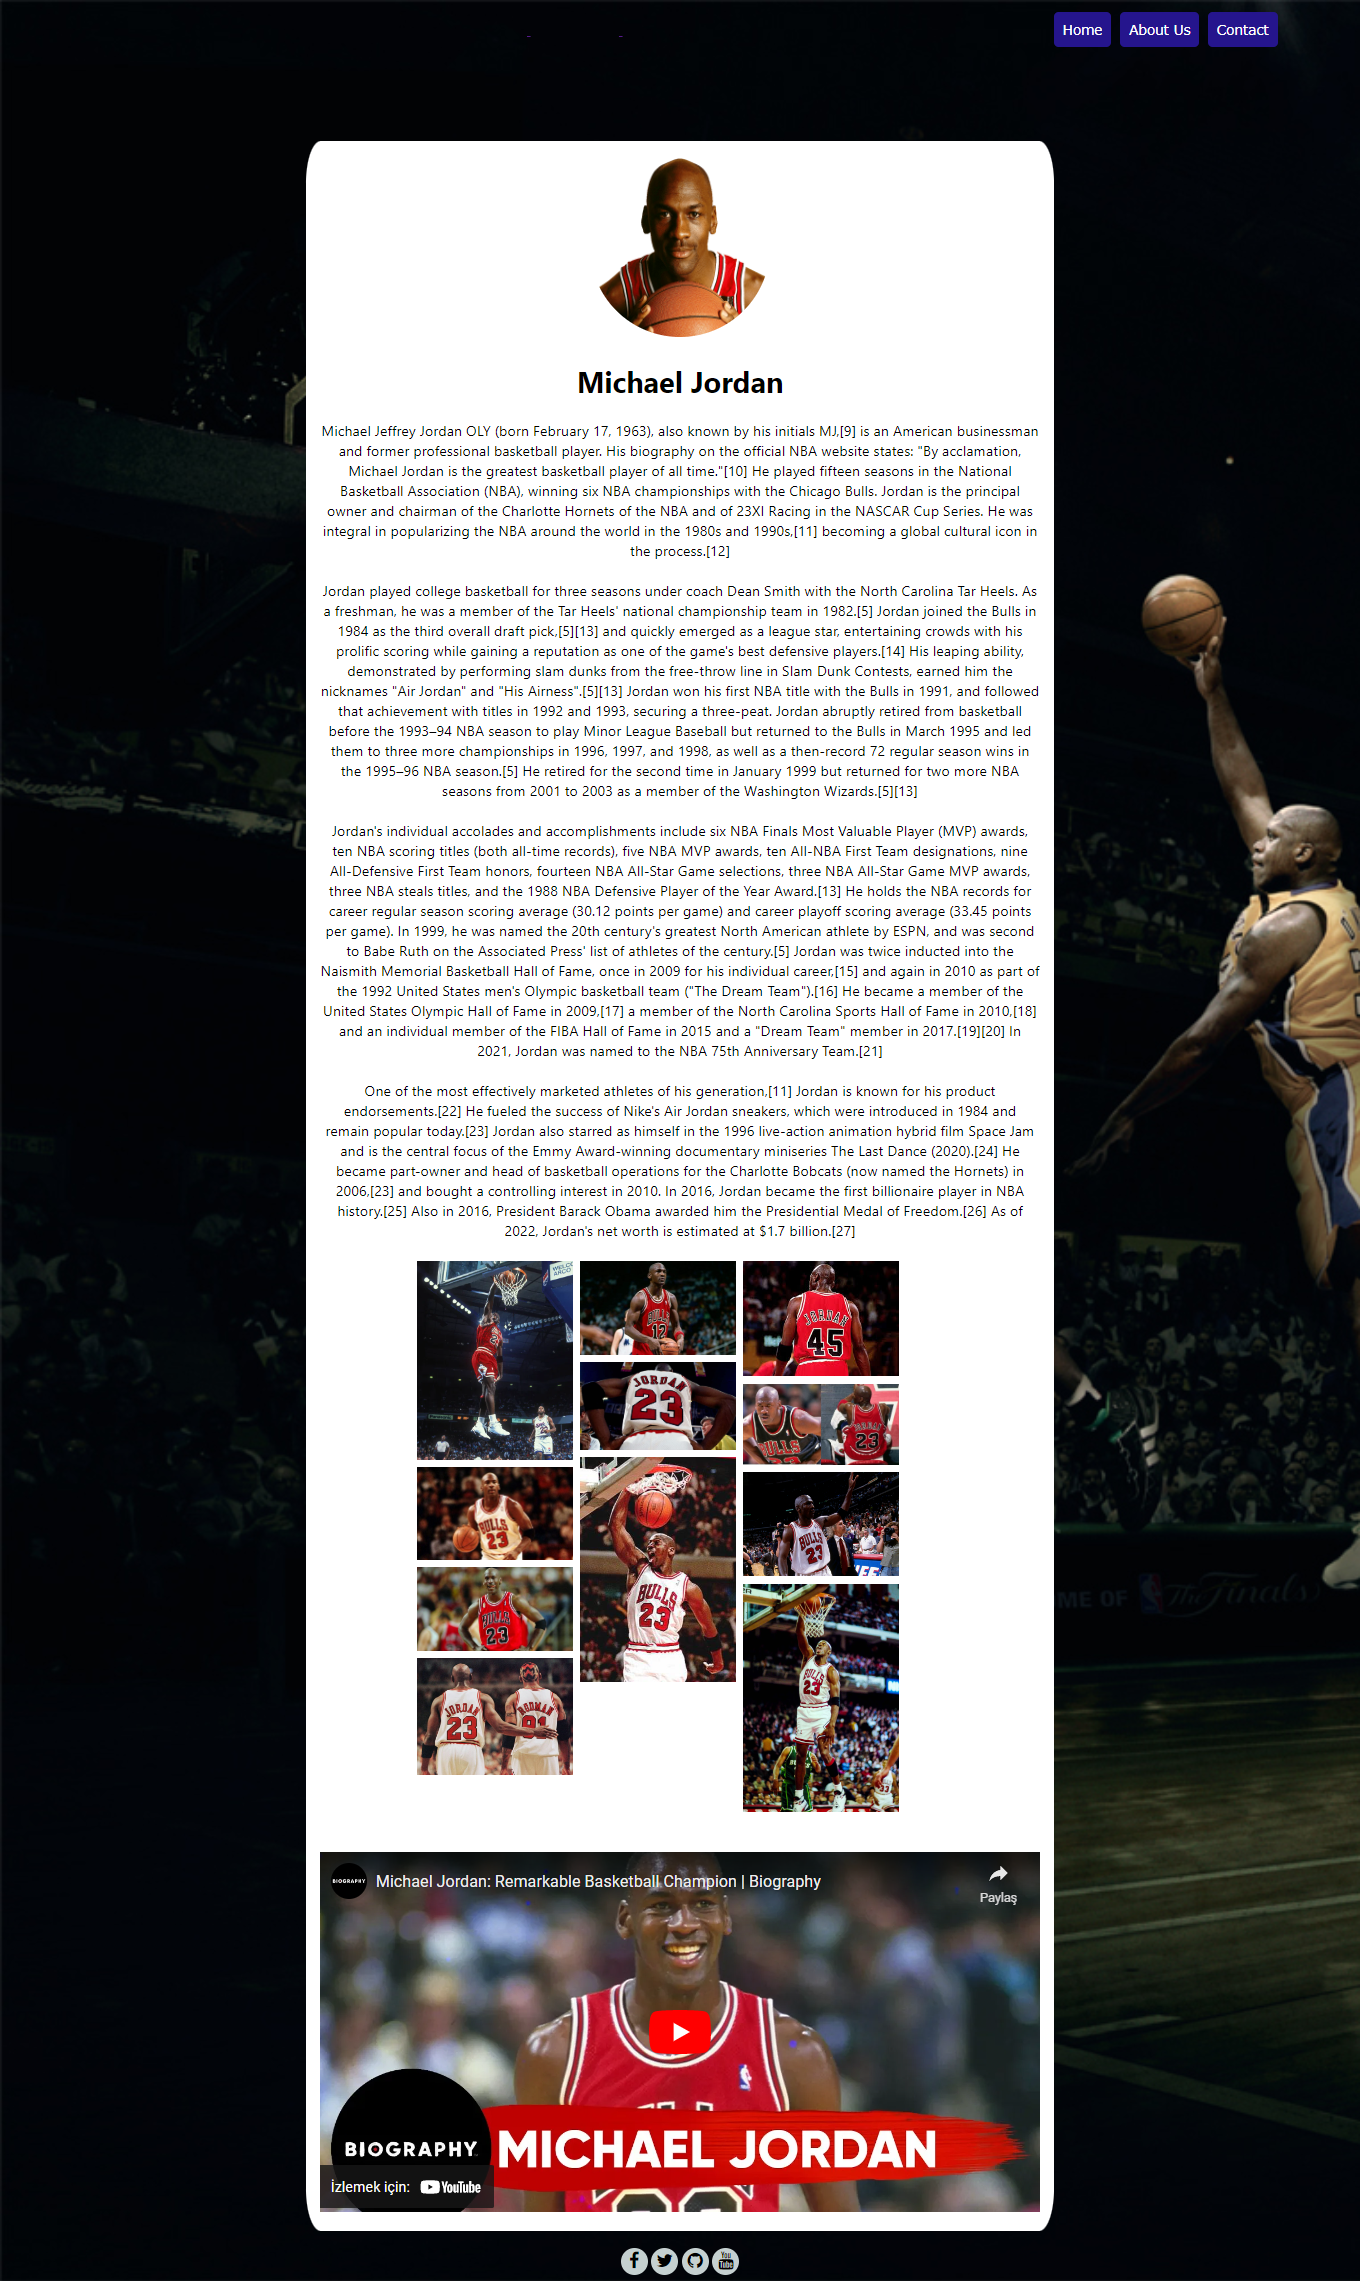 Home
About Us
Contact
Michael Jordan
Michael Jeffrey Jordan OLY (born February 17, 1963), also known by his initials MJ,[9] is an American businessman
and former professional basketball player. His biography on the official NBA website states: "By acclamation,
Michael Jordan is the greatest basketball player of all time."[10] He played fifteen seasons in the National
Basketball Association (NBA), winning six NBA championships with the Chicago Bulls. Jordan is the principal
owner and chairman of the Charlotte Hornets of the NBA and of 23XI Racing in the NASCAR Cup Series. He was
integral in popularizing the NBA around the world in the 1980s and 1990s,[11] becoming a global cultural icon in
the process.[12]
Jordan played college basketball for three seasons under coach Dean Smith with the North Carolina Tar Heels. As
a freshman, he was a member of the Tar Heels' national championship team in 1982.[5] Jordan joined the Bulls in
1984 as the third overall draft pick,[5][13] and quickly emerged as a league star, entertaining crowds with his
prolific scoring while gaining a reputation as one of the game's best defensive players.[14] His leaping ability,
demonstrated by performing slam dunks from the free-throw line in Slam Dunk Contests, earned him the
nicknames "Air Jordan" and "His Airness".[5][13] Jordan won his first NBA title with the Bulls in 1991, and followed
that achievement with titles in 1992 and 1993, securing a three-peat. Jordan abruptly retired from basketball
before the 1993–94 NBA season to play Minor League Baseball but returned to the Bulls in March 1995 and led
them to three more championships in 1996, 1997, and 1998, as well as a then-record 72 regular season wins in
the 1995–96 NBA season.[5] He retired for the second time in January 1999 but returned for two more NBA
seasons from 2001 to 2003 as a member of the Washington Wizards.[5][13]
Jordan's individual accolades and accomplishments include six NBA Finals Most Valuable Player (MVP) awards,
ten NBA scoring titles (both all-time records), five NBA MVP awards, ten All-NBA First Team designations, nine
All-Defensive First Team honors, fourteen NBA All-Star Game selections, three NBA All-Star Game MVP awards,
three NBA steals titles, and the 1988 NBA Defensive Player of the Year Award.[13] He holds the NBA records for
career regular season scoring average (30.12 points per game) and career playoff scoring average (33.45 points
per game). In 1999, he was named the 20th century's greatest North American athlete by ESPN, and was second
to Babe Ruth on the Associated Press' list of athletes of the century.[5] Jordan was twice inducted into the
Naismith Memorial Basketball Hall of Fame, once in 2009 for his individual career,[15] and again in 2010 as part of
the 1992 United States men's Olympic basketball team ("The Dream Team").[16] He became a member of the
United States Olympic Hall of Fame in 2009,[17] a member of the North Carolina Sports Hall of Fame in 2010,[18]
and an individual member of the FIBA Hall of Fame in 2015 and a "Dream Team" member in 2017.[19][20] In
2021, Jordan was named to the NBA 75th Anniversary Team.[21]
One of the most effectively marketed athletes of his generation,[11] Jordan is known for his product
endorsements.[22] He fueled the success of Nike's Air Jordan sneakers, which were introduced in 1984 and
remain popular today.[23] Jordan also starred as himself in the 1996 live-action animation hybrid film Space Jam
and is the central focus of the Emmy Award-winning documentary miniseries The Last Dance (2020).[24] He
became part-owner and head of basketball operations for the Charlotte Bobcats (now named the Hornets) in
2006,[23] and bought a controlling interest in 2010. In 2016, Jordan became the first billionaire player in NBA
history.[25] Also in 2016, President Barack Obama awarded him the Presidential Medal of Freedom.[26] As of
2022, Jordan's net worth is estimated at $1.7 billion.[27]
BULLS
12
JORDAN
45
JORDAN
23
BULLS
JORDAN
23
BULLS
23
BULLS
23
BULLS
23
BULLS
23
JORDAN
23
RODMAN
91
BULLS
23
ME OF
The Finals
BIOGRAPHY
Michael Jordan: Remarkable Basketball Champion | Biography
Paylaş
BIOGRAPHY
MICHAEL JORDAN
İzlemek için:
YouTube
You
Tube